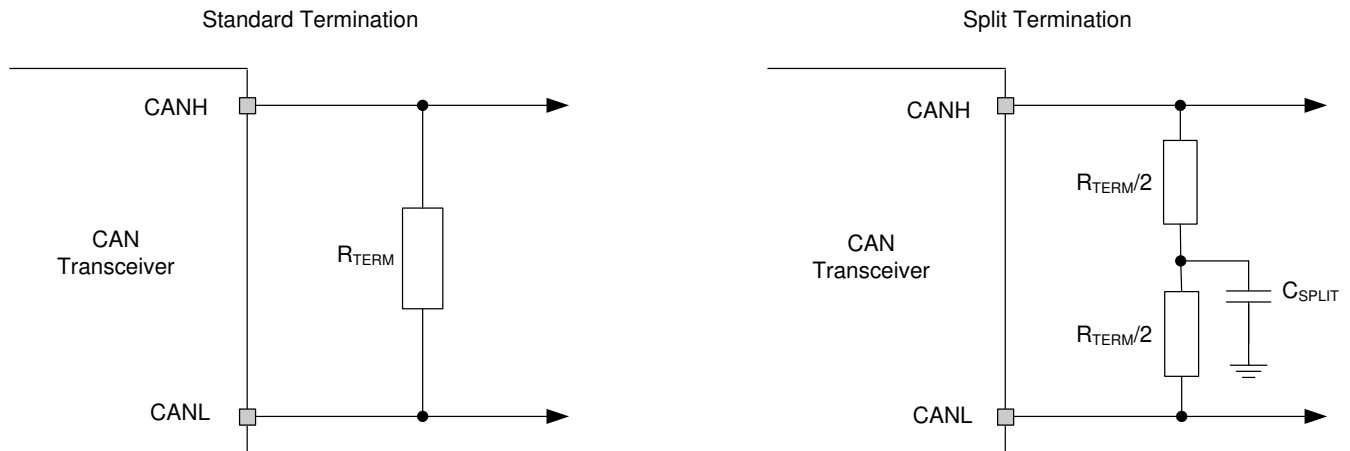 Standard Termination
CANH
CAN
Transceiver
RTERM
CANL
Split Termination
CANH
RTERM/2
CAN
Transceiver
CSPLIT
RTERM/2
CANL